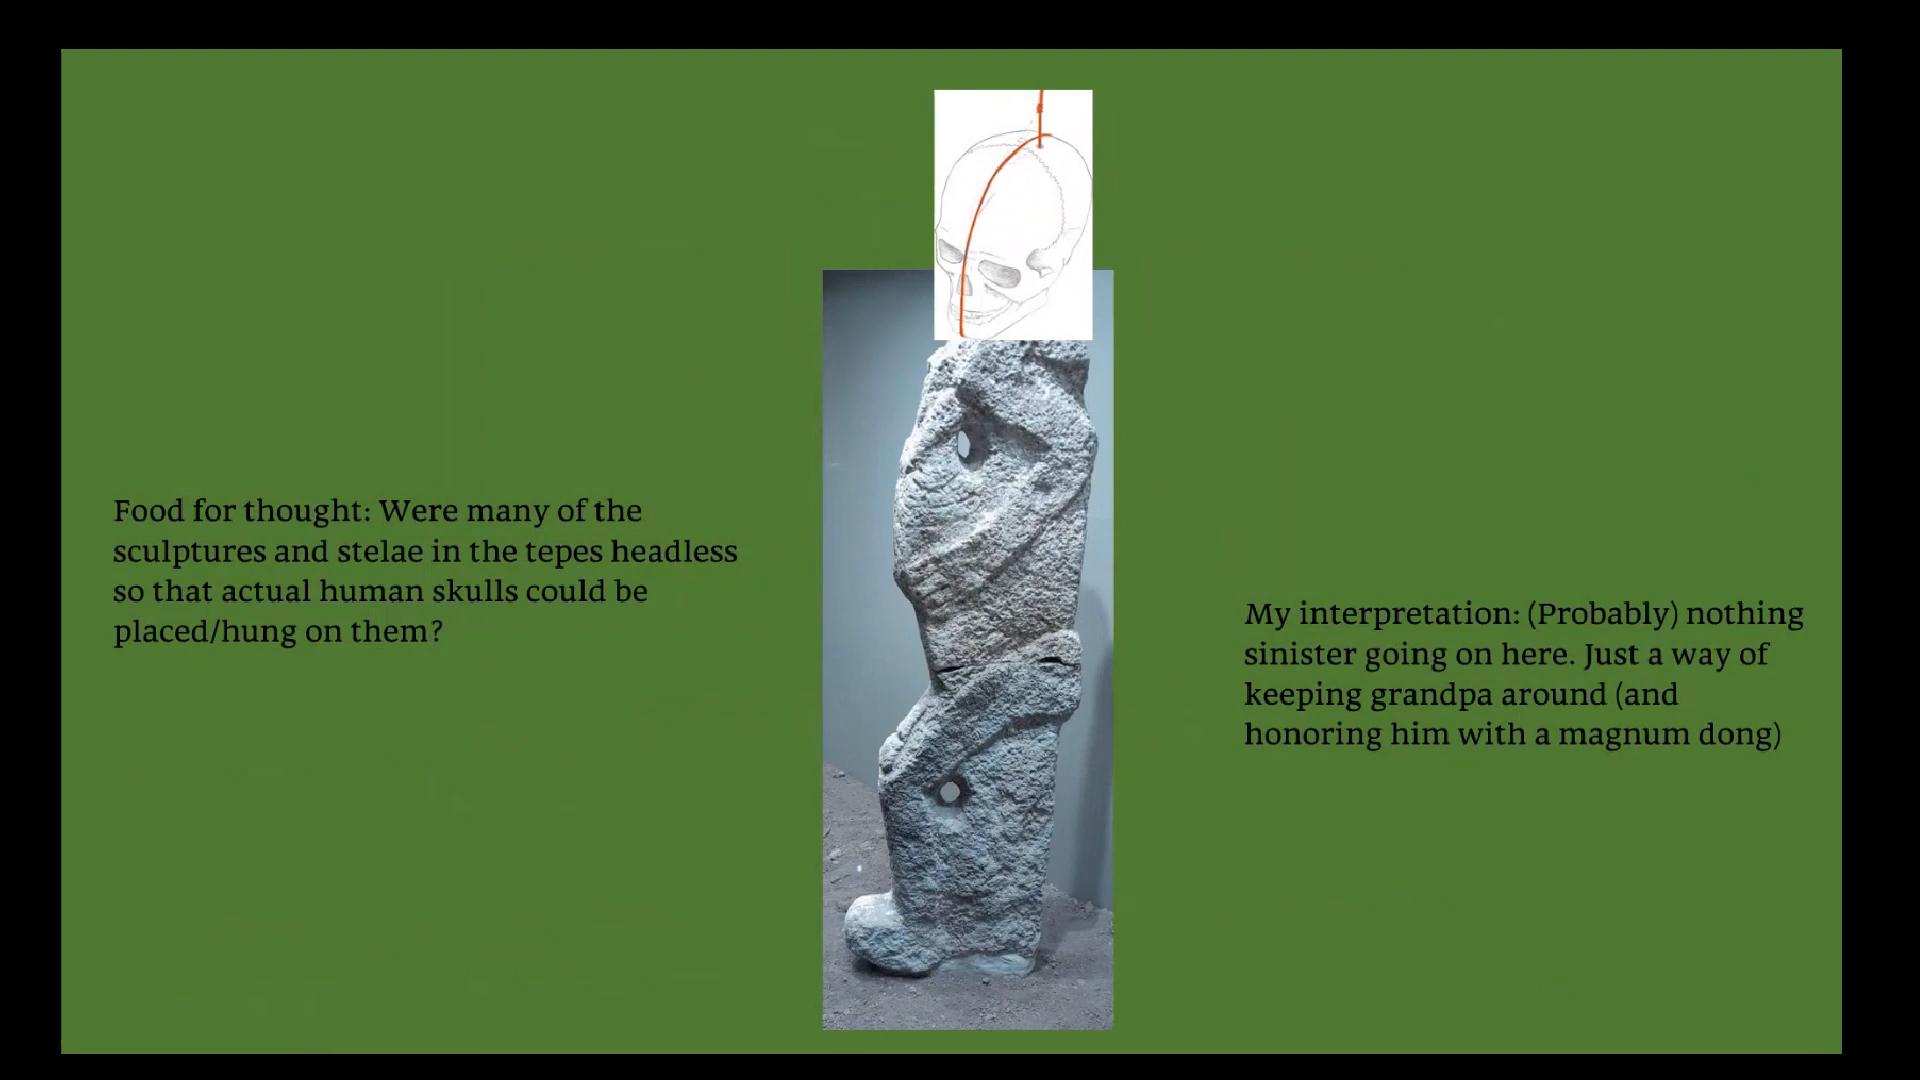 Food for thought: Were many of the
sculptures and stelae in the tepes headless
so that actual human skulls could be
placed/hung on them?
My interpretation: (Probably) nothing
sinister going on here. Just a way of
keeping grandpa around (and
honoring him with a magnum dong)